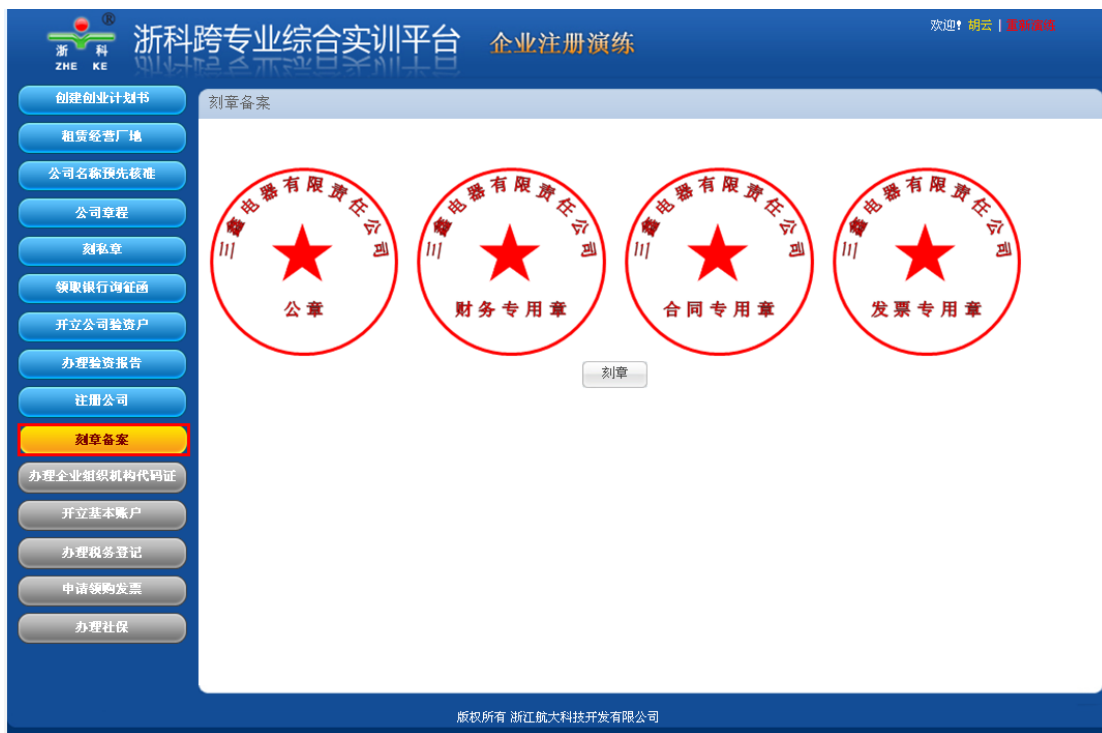 ®
浙 科
ZHE KE
浙科跨专业综合实训平台
企业注册演练
欢迎! 胡云 |
创建创业计划书
租赁经营厂地
公司名称预先核准
公司章程
刻私章
领取银行询征函
开立公司验资户
办理验资报告
注册公司
刻章备案
办理企业组织机构代码证
开立基本账户
办理税务登记
申请领购发票
办理社保
刻章备案
三鑫电器有限责任公司
公章
三鑫电器有限责任公司
财务专用章
三鑫电器有限责任公司
合同专用章
三鑫电器有限责任公司
发票专用章
刻章
版权所有 浙江航大科技开发有限公司